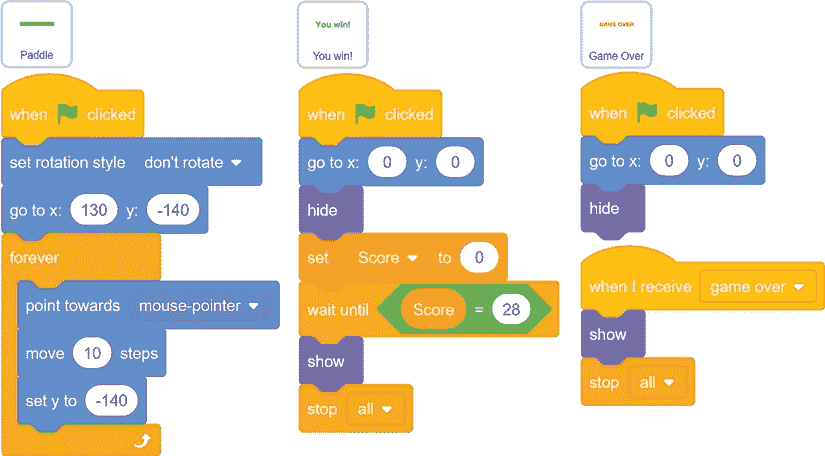 Paddle
when clicked
set rotation style don't rotate
go to x: 130 y: -140
forever
point towards mouse-pointer
move 10 steps
set y to -140
You win!
You win!
when clicked
go to x: 0 y: 0
hide
set Score to 0
wait until Score = 28
show
stop all
GAME OVER
Game Over
when clicked
go to x: 0 y: 0
hide
when I receive game over
show
stop all